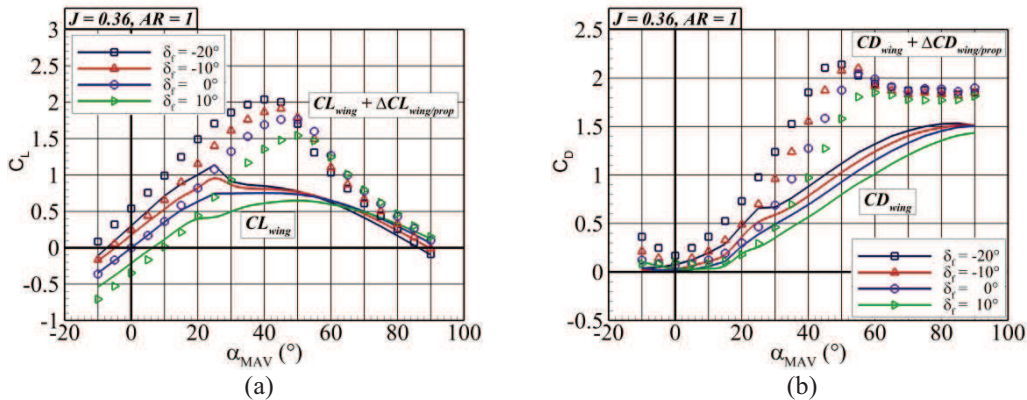 J = 0.36, AR = 1
δf = -20°
δf = -10°
δf = 0°
δf = 10°
CLwing + ΔCLwing/prop
CLwing
CL
3
2.5
2
1.5
1
0.5
0
-0.5
-1
-20 0 20 40 60 80 100
αMAV (°)
(a)
J = 0.36, AR = 1
CDwing + ΔCDwing/prop
CDwing
δf = -20°
δf = -10°
δf = 0°
δf = 10°
CD
2.5
2
1.5
1
0.5
0
-0.5
-20 0 20 40 60 80 100
αMAV (°)
(b)